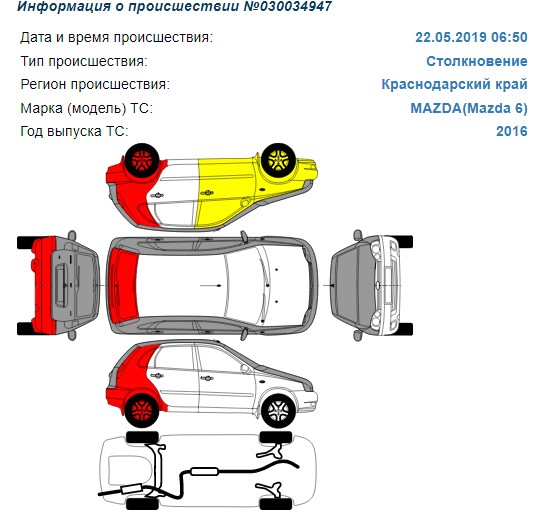 Информация о происшествии №030034947
Дата и время происшествия: 22.05.2019 06:50
Тип происшествия: Столкновение
Регион происшествия: Краснодарский край
Марка (модель) ТС: MAZDA(Mazda 6)
Год выпуска ТС: 2016